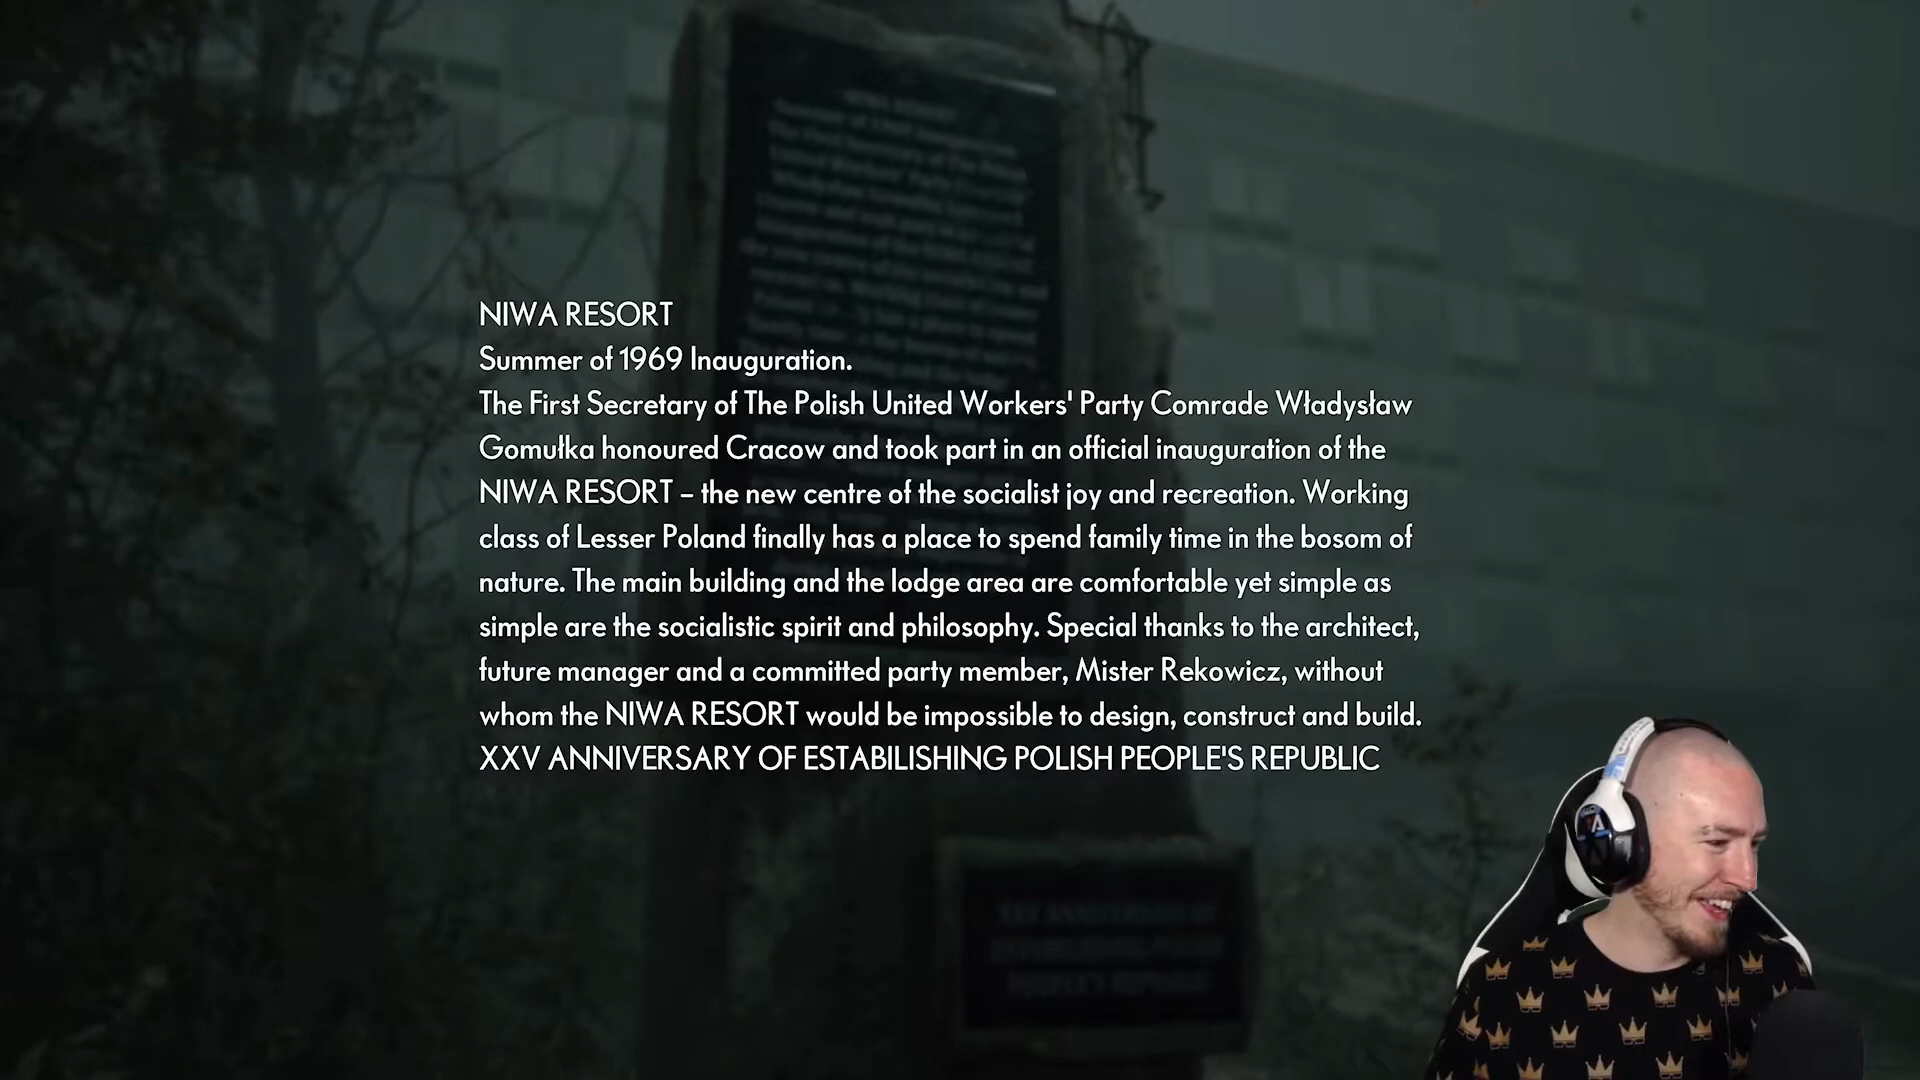 NIWA RESORT
Summer of 1969 Inauguration.
The First Secretary of The Polish United Workers' Party Comrade Władysław
Gomułka honoured Cracow and took part in an official inauguration of the
NIWA RESORT – the new centre of the socialist joy and recreation. Working
class of Lesser Poland finally has a place to spend family time in the bosom of
nature. The main building and the lodge area are comfortable yet simple as
simple are the socialistic spirit and philosophy. Special thanks to the architect,
future manager and a committed party member, Mister Rekowicz, without
whom the NIWA RESORT would be impossible to design, construct and build.
XXV ANNIVERSARY OF ESTABILISHING POLISH PEOPLE'S REPUBLIC